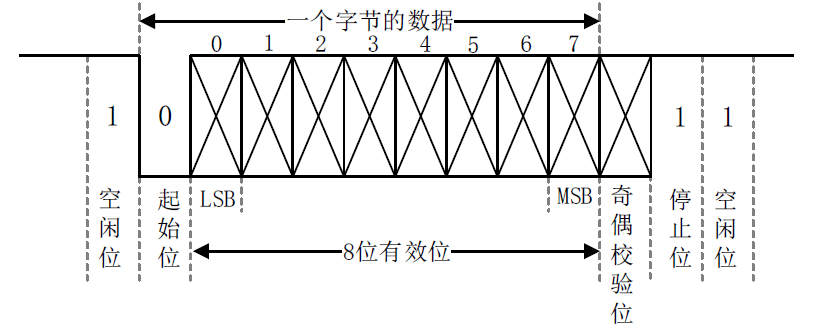 一个字节的数据
0 1 2 3 4 5 6 7
1 0 1 1
空闲位 起始位 LSB MSB 奇偶校验位 停止位 空闲位
8位有效位